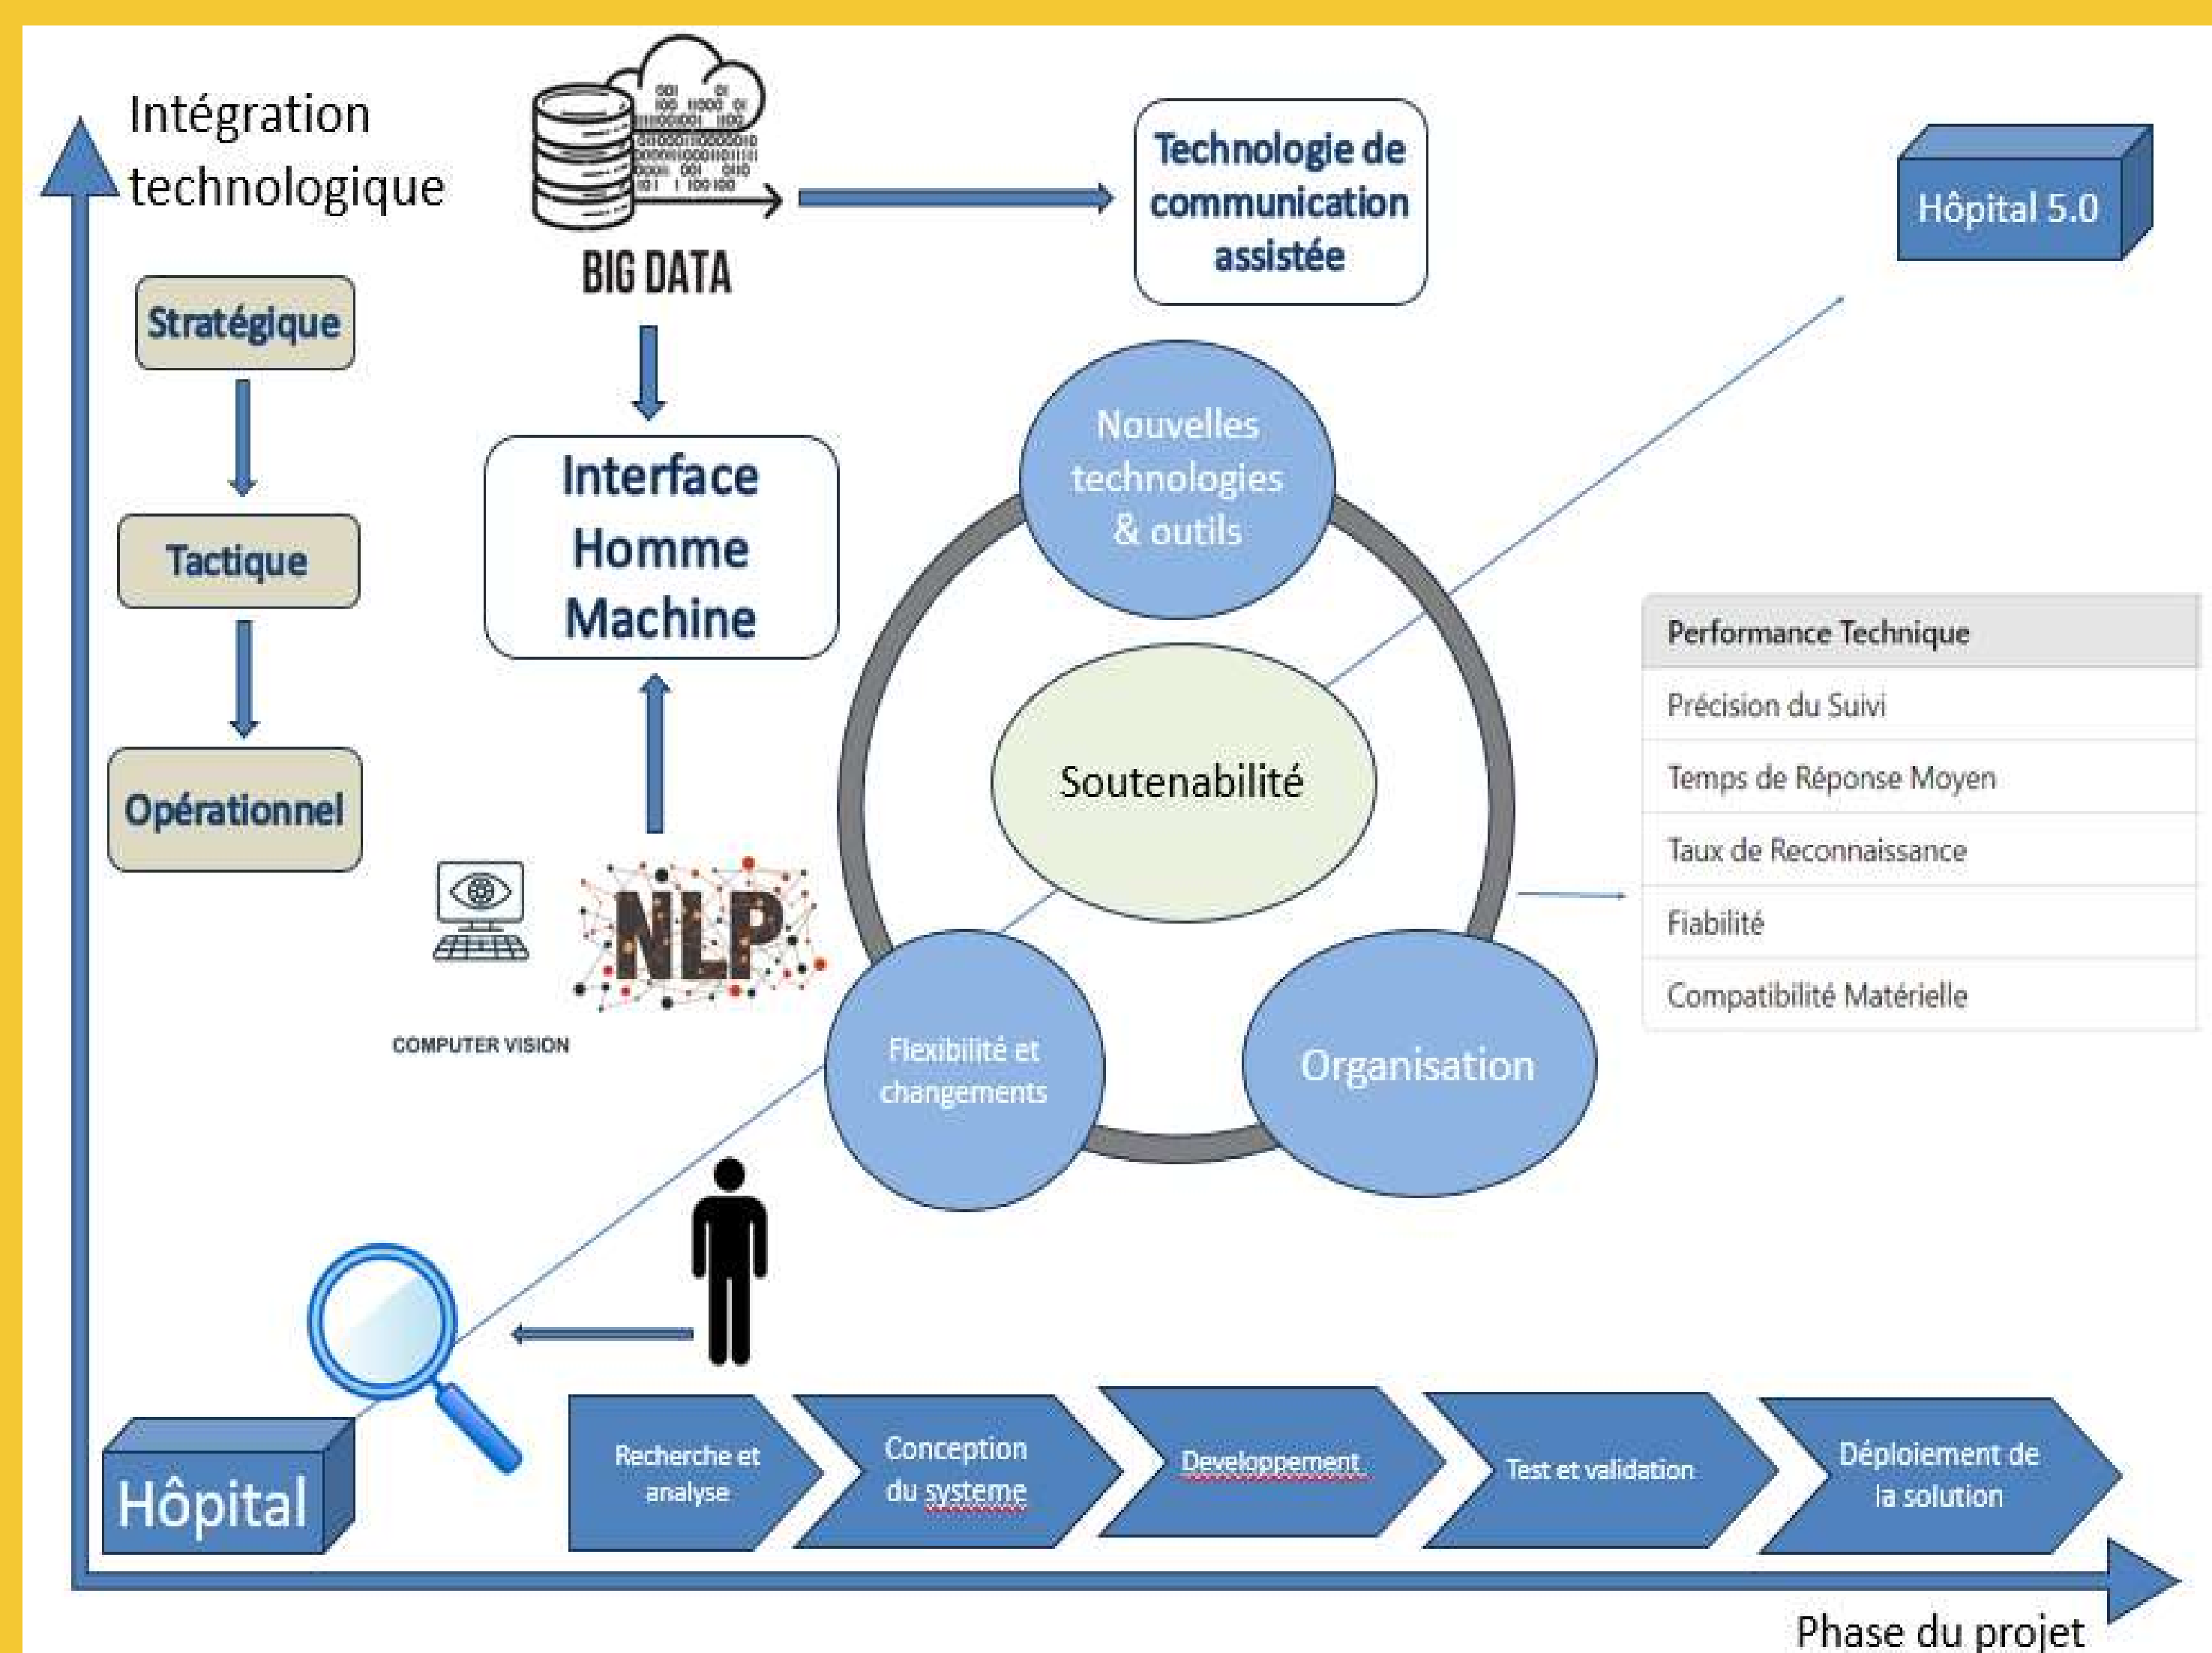 Intégration
technologique
BIG DATA
Technologie de
communication
assistée
Hôpital 5.0
Stratégique
Tactique
Opérationnel
Interface
Homme
Machine
COMPUTER VISION
NLP
Nouvelles
technologies
& outils
Soutenabilité
Flexibilité et
changements
Organisation
Performance Technique
Précision du Suivi
Temps de Réponse Moyen
Taux de Reconnaissance
Fiabilité
Compatibilité Matérielle
Hôpital
Recherche et
analyse
Conception
du systeme
Developpement
Test et validation
Déploiement de
la solution
Phase du projet